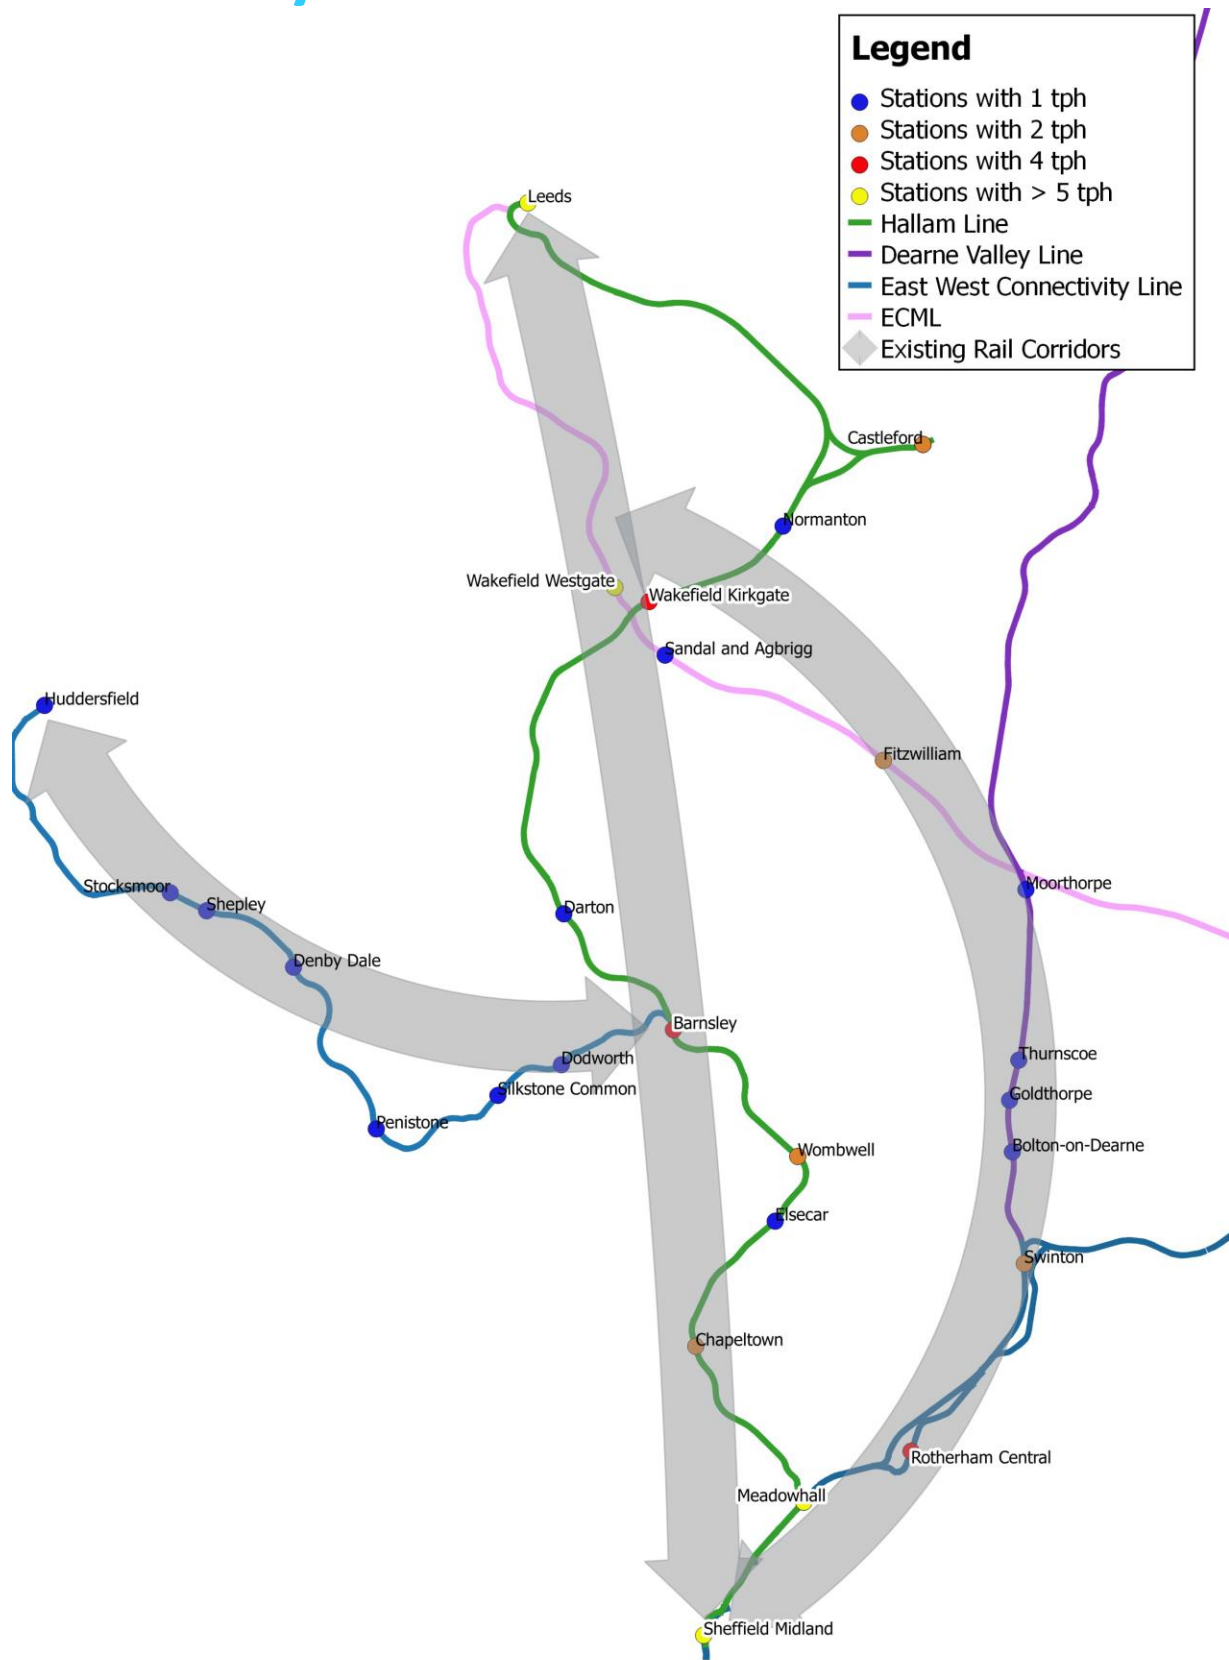 Legend
Stations with 1 tph
Stations with 2 tph
Stations with 4 tph
Stations with > 5 tph
Hallam Line
Dearne Valley Line
East West Connectivity Line
ECML
Existing Rail Corridors
Leeds
Castleford
Normanton
Wakefield Westgate
Wakefield Kirkgate
Sandal and Agbrigg
Huddersfield
Fitzwilliam
Stocksmoor
Shepley
Moorthorpe
Darton
Denby Dale
Barnsley
Dodworth
Thurnscoe
Silkstone Common
Goldthorpe
Penistone
Bolton-on-Dearne
Wombwell
Elsecar
Swinton
Chapeltown
Rotherham Central
Meadowhall
Sheffield Midland